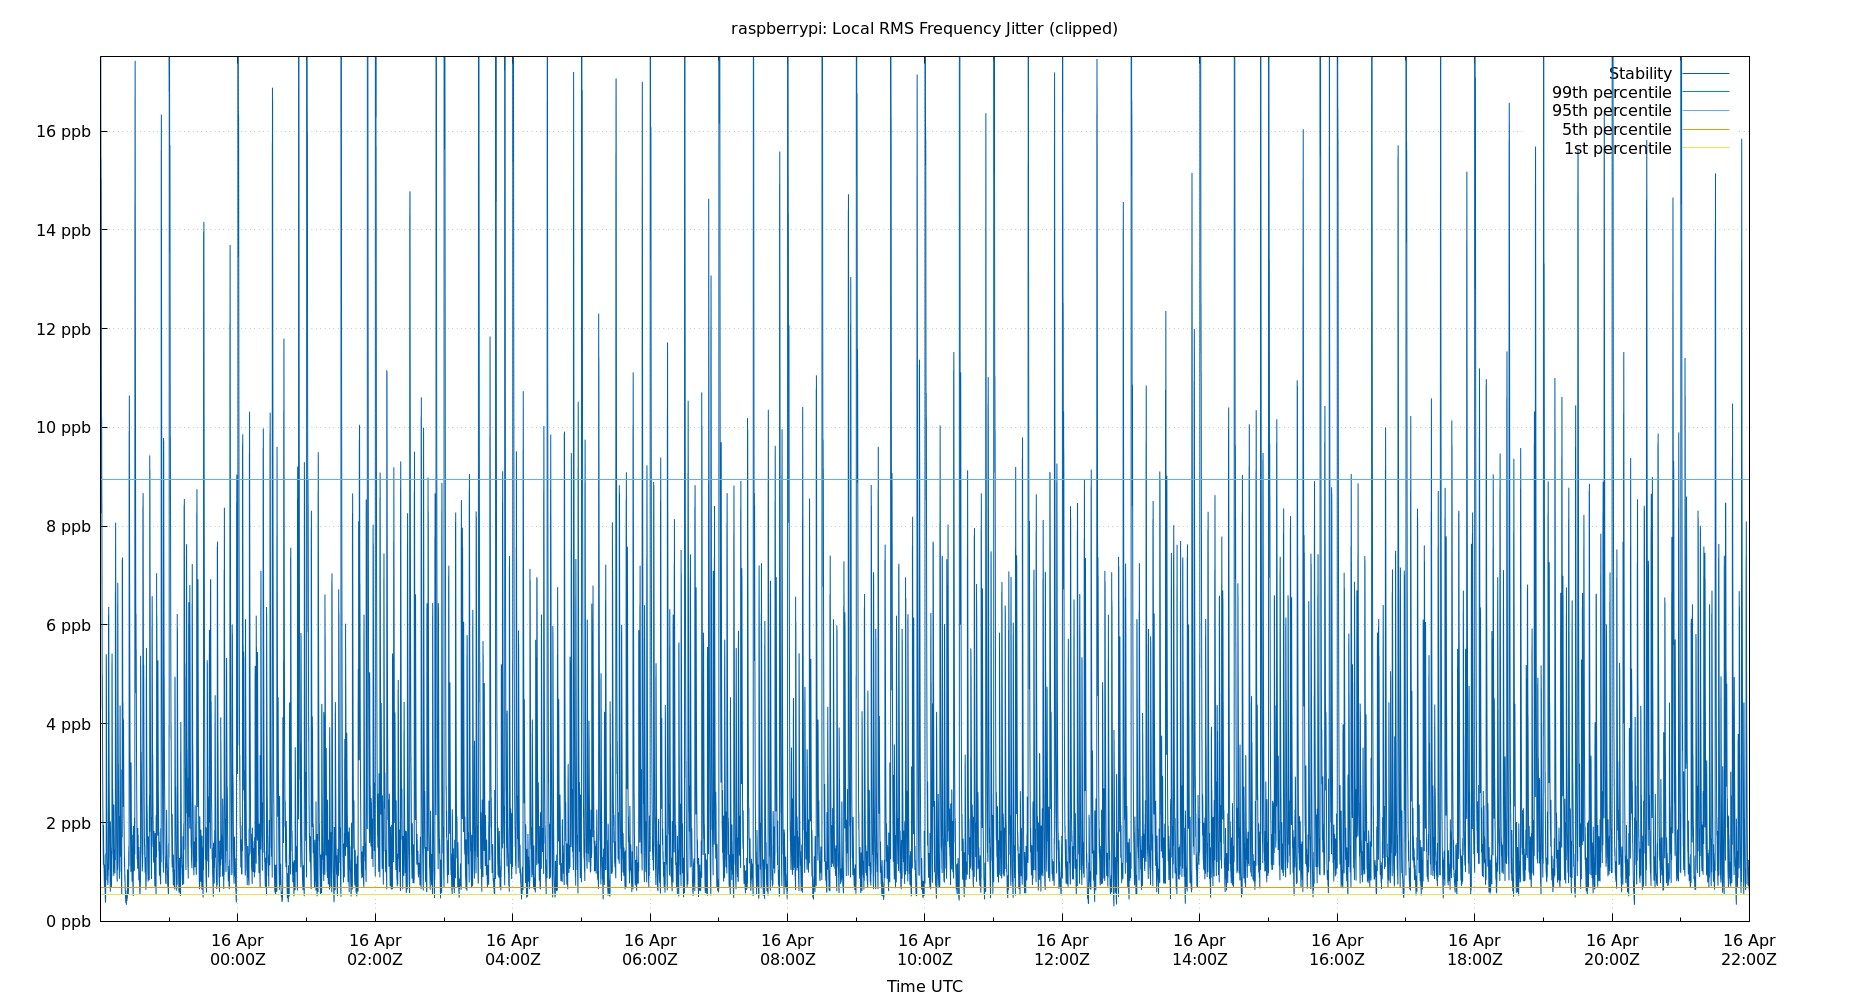 raspberrypi: Local RMS Frequency Jitter (clipped)
Stability
99th percentile
95th percentile
5th percentile
1st percentile
16 ppb
14 ppb
12 ppb
10 ppb
8 ppb
6 ppb
4 ppb
2 ppb
0 ppb
16 Apr 16 Apr 16 Apr 16 Apr 16 Apr 16 Apr 16 Apr 16 Apr 16 Apr 16 Apr 16 Apr 16 Apr
00:00Z 02:00Z 04:00Z 06:00Z 08:00Z 10:00Z 12:00Z 14:00Z 16:00Z 18:00Z 20:00Z 22:00Z
Time UTC